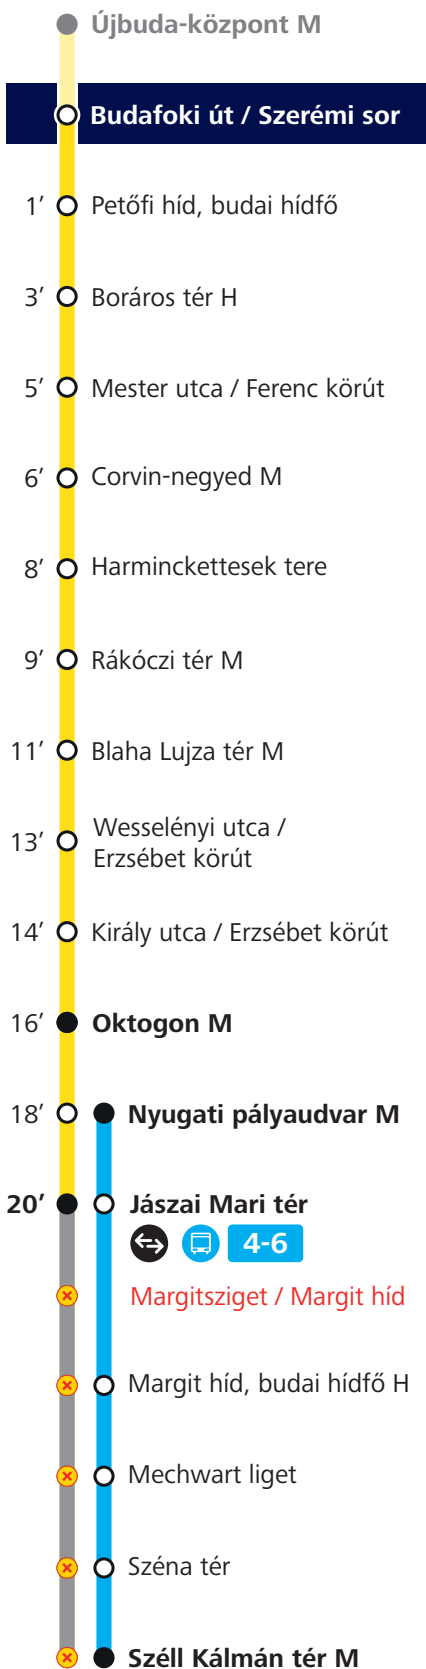 Újbuda-központ M
Budafoki út / Szerémi sor
1’ Petőfi híd, budai hídfő
3’ Boráros tér H
5’ Mester utca / Ferenc körút
6’ Corvin-negyed M
8’ Harminckettesek tere
9’ Rákóczi tér M
11’ Blaha Lujza tér M
13’ Wesselényi utca /
Erzsébet körút
14’ Király utca / Erzsébet körút
16’ Oktogon M
18’ Nyugati pályaudvar M
20’ Jászai Mari tér
4-6
Margitsziget / Margit híd
Margit híd, budai hídfő H
Mechwart liget
Széna tér
Széll Kálmán tér M